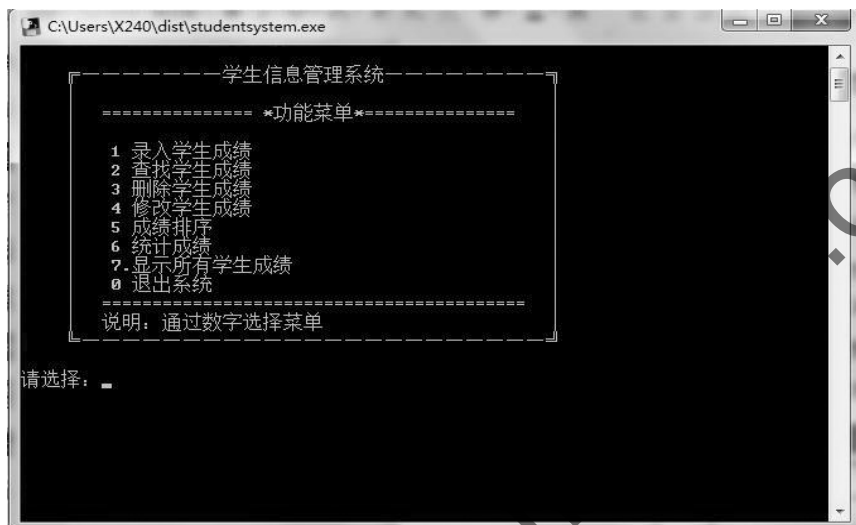 C:\Users\X240\dist\studentsystem.exe
学生信息管理系统
=============== *功能菜单*===============
1 录入学生成绩
2 查找学生成绩
3 删除学生成绩
4 修改学生成绩
5 成绩排序
6 统计成绩
7.显示所有学生成绩
0 退出系统
==========================================
说明：通过数字选择菜单
请选择：